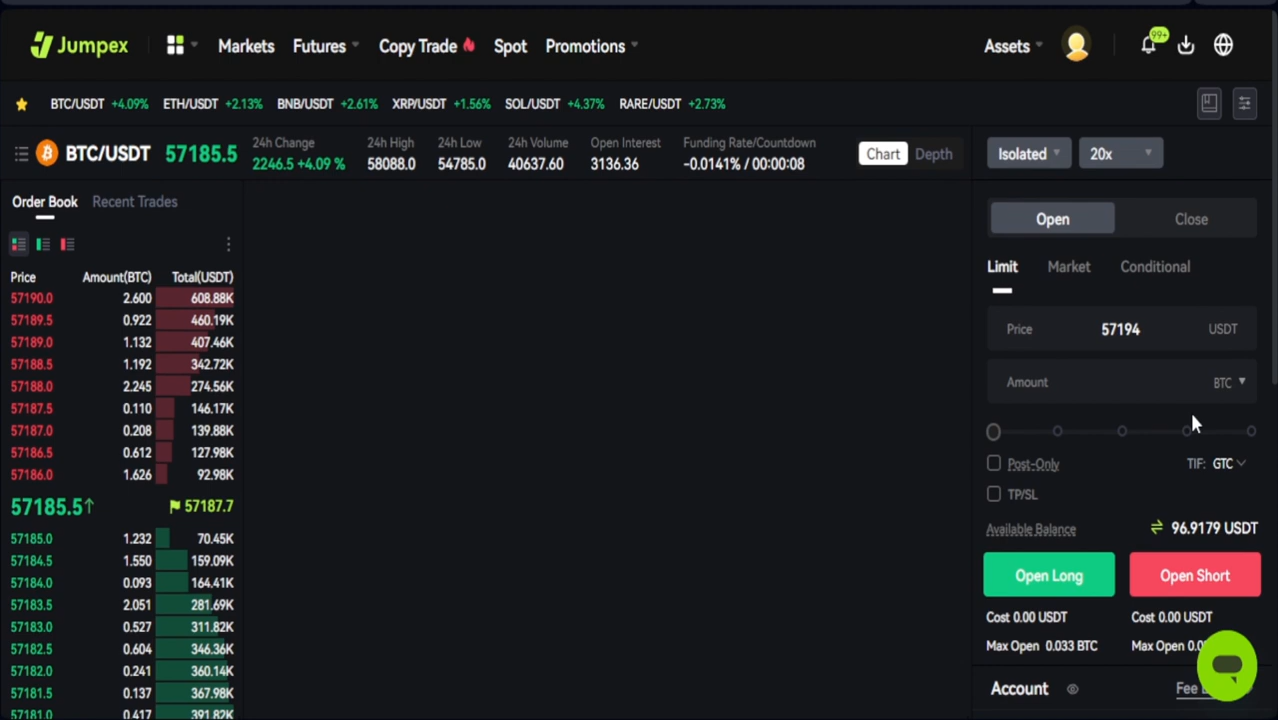 Jumpex Markets Futures Copy Trade Spot Promotions Assets 99+
BTC/USDT +4.09% ETH/USDT +2.13% BNB/USDT +2.61% XRP/USDT +1.56% SOL/USDT +4.37% RARE/USDT +2.73%
BTC/USDT 57185.5
24h Change 24h High 24h Low 24h Volume Open Interest Funding Rate/Countdown
2246.5 +4.09 % 58088.0 54785.0 40637.60 3136.36 -0.0141% / 00:00:08
Chart Depth
Isolated 20x
Order Book Recent Trades
Price Amount(BTC) Total(USDT)
57190.0 2.600 608.88K
57189.5 0.922 460.19K
57189.0 1.132 407.46K
57188.5 1.192 342.72K
57188.0 2.245 274.56K
57187.5 0.110 146.17K
57187.0 0.208 139.88K
57186.5 0.612 127.98K
57186.0 1.626 92.98K
57185.5↑ 57187.7
57185.0 1.232 70.45K
57184.5 1.550 159.09K
57184.0 0.093 164.41K
57183.5 2.051 281.69K
57183.0 0.527 311.82K
57182.5 0.604 346.36K
57182.0 0.241 360.14K
57181.5 0.137 367.98K
57181.0 0.417 391.82K
Open Close
Limit Market Conditional
Price 57194 USDT
Amount BTC
Post-Only TIF: GTC
TP/SL
Available Balance 96.9179 USDT
Open Long Open Short
Cost 0.00 USDT Cost 0.00 USDT
Max Open 0.033 BTC Max Open
Account Fee